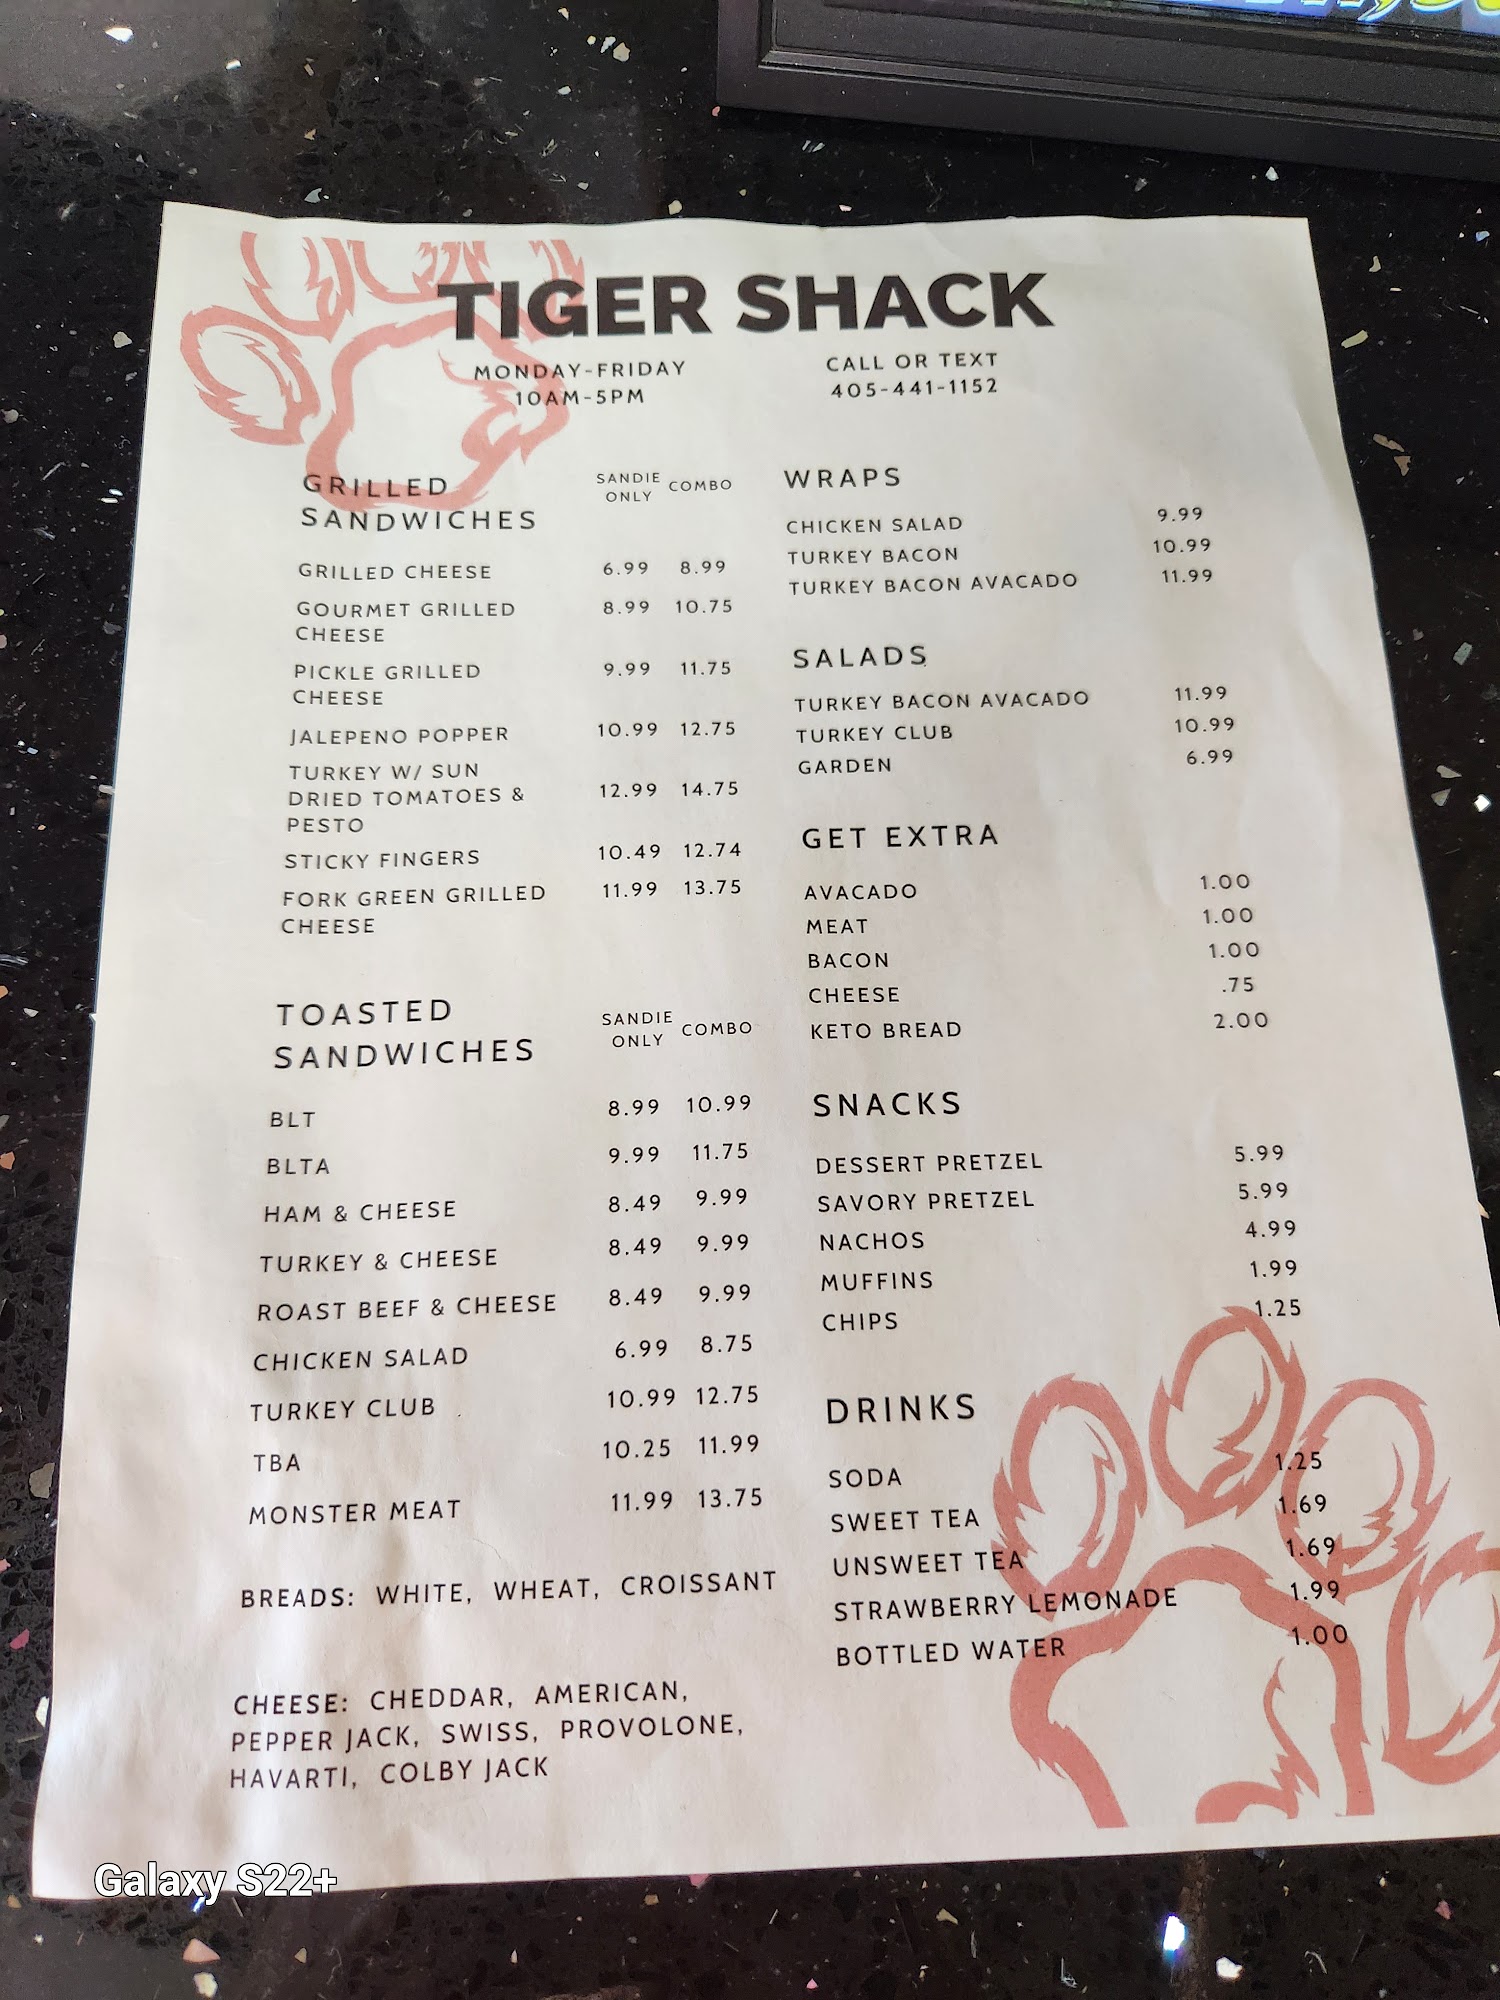 TIGER SHACK
MONDAY-FRIDAY
10AM-5PM
CALL OR TEXT
405-441-1152
GRILLED
SANDWICHES
SANDIE
ONLY
COMBO
GRILLED CHEESE 6.99 8.99
GOURMET GRILLED
CHEESE
8.99 10.75
PICKLE GRILLED
CHEESE
9.99 11.75
JALEPENO POPPER 10.99 12.75
TURKEY W/ SUN
DRIED TOMATOES &
PESTO
12.99 14.75
STICKY FINGERS 10.49 12.74
FORK GREEN GRILLED
CHEESE
11.99 13.75
TOASTED
SANDWICHES
SANDIE
ONLY
COMBO
BLT 8.99 10.99
BLTA 9.99 11.75
HAM & CHEESE 8.49 9.99
TURKEY & CHEESE 8.49 9.99
ROAST BEEF & CHEESE 8.49 9.99
CHICKEN SALAD 6.99 8.75
TURKEY CLUB 10.99 12.75
TBA 10.25 11.99
MONSTER MEAT 11.99 13.75
BREADS: WHITE, WHEAT, CROISSANT
CHEESE: CHEDDAR, AMERICAN,
PEPPER JACK, SWISS, PROVOLONE,
HAVARTI, COLBY JACK
WRAPS
CHICKEN SALAD 9.99
TURKEY BACON 10.99
TURKEY BACON AVACADO 11.99
SALADS
TURKEY BACON AVACADO 11.99
TURKEY CLUB 10.99
GARDEN 6.99
GET EXTRA
AVACADO 1.00
MEAT 1.00
BACON 1.00
CHEESE .75
KETO BREAD 2.00
SNACKS
DESSERT PRETZEL 5.99
SAVORY PRETZEL 5.99
NACHOS 4.99
MUFFINS 1.99
CHIPS 1.25
DRINKS
SODA 1.25
SWEET TEA 1.69
UNSWEET TEA 1.69
STRAWBERRY LEMONADE 1.99
BOTTLED WATER 1.00
Galaxy S22+